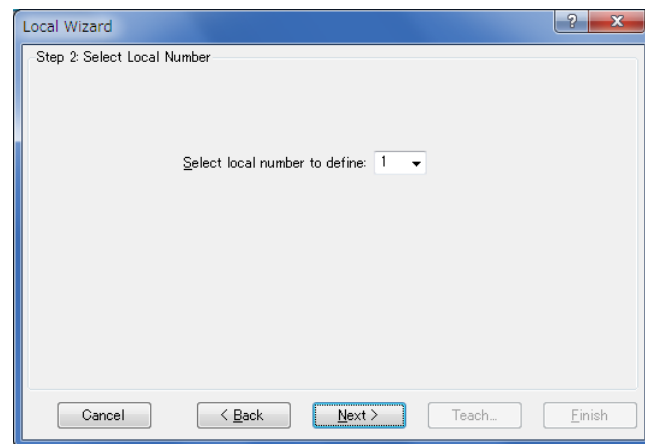 Local Wizard
Step 2: Select Local Number
Select local number to define: 1
Cancel < Back Next > Teach... Finish